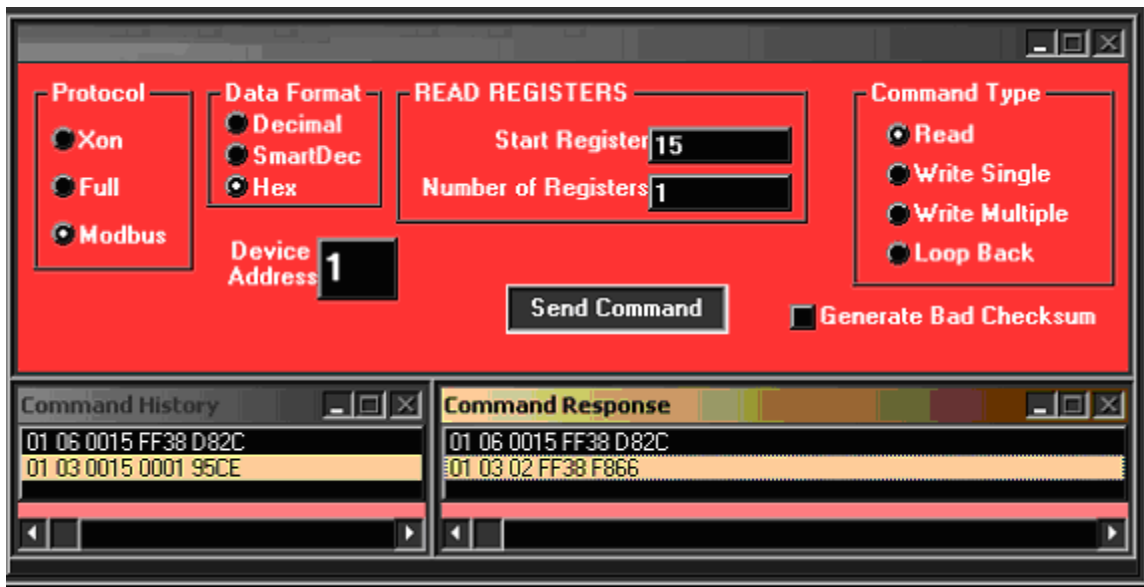 Protocol
Xon
Full
Modbus
Data Format
Decimal
SmartDec
Hex
Device
Address
1
READ REGISTERS
Start Register 15
Number of Registers 1
Send Command
Command Type
Read
Write Single
Write Multiple
Loop Back
Generate Bad Checksum
Command History
01 06 0015 FF38 D82C
01 03 0015 0001 95CE
Command Response
01 06 0015 FF38 D82C
01 03 02 FF38 F866